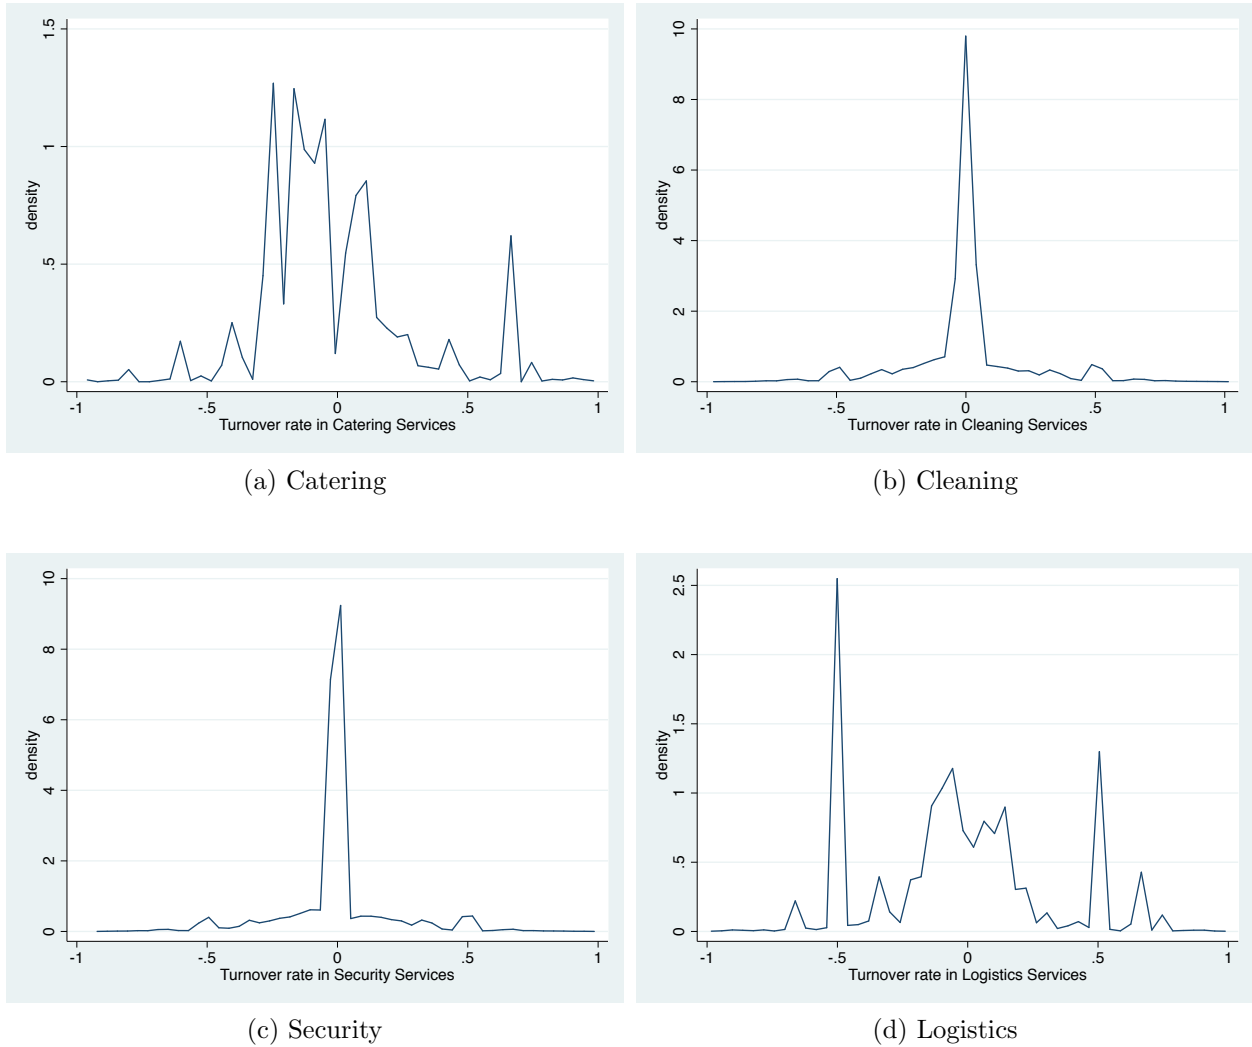 density
0 .5 1 1.5
-1 -.5 0 .5 1
Turnover rate in Catering Services
(a) Catering
density
0 2 4 6 8 10
-1 -.5 0 .5 1
Turnover rate in Cleaning Services
(b) Cleaning
density
0 2 4 6 8 10
-1 -.5 0 .5 1
Turnover rate in Security Services
(c) Security
density
0 .5 1 1.5 2 2.5
-1 -.5 0 .5 1
Turnover rate in Logistics Services
(d) Logistics